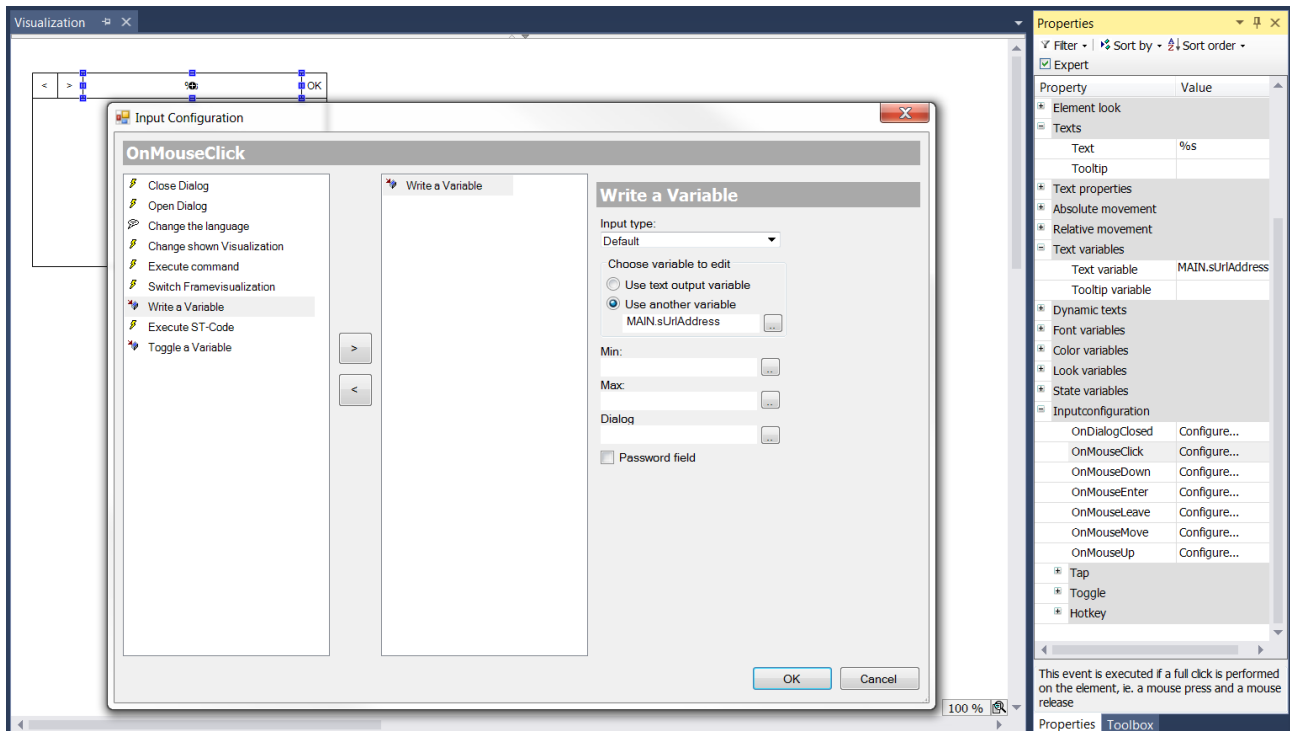 Visualization
< > %s OK
Input Configuration
OnMouseClick
Close Dialog
Open Dialog
Change the language
Change shown Visualization
Execute command
Switch Framevisualization
Write a Variable
Execute ST-Code
Toggle a Variable
>
<
Write a Variable
Write a Variable
Input type:
Default
Choose variable to edit
Use text output variable
Use another variable
MAIN.sUrlAddress
..
Min:
..
Max:
..
Dialog
..
Password field
OK Cancel
100 %
Properties
Filter Sort by Sort order
Expert
Property Value
Element look
Texts
Text %s
Tooltip
Text properties
Absolute movement
Relative movement
Text variables
Text variable MAIN.sUrlAddress
Tooltip variable
Dynamic texts
Font variables
Color variables
Look variables
State variables
Inputconfiguration
OnDialogClosed Configure...
OnMouseClick Configure...
OnMouseDown Configure...
OnMouseEnter Configure...
OnMouseLeave Configure...
OnMouseMove Configure...
OnMouseUp Configure...
Tap
Toggle
Hotkey
This event is executed if a full click is performed
on the element, ie. a mouse press and a mouse
release
Properties Toolbox